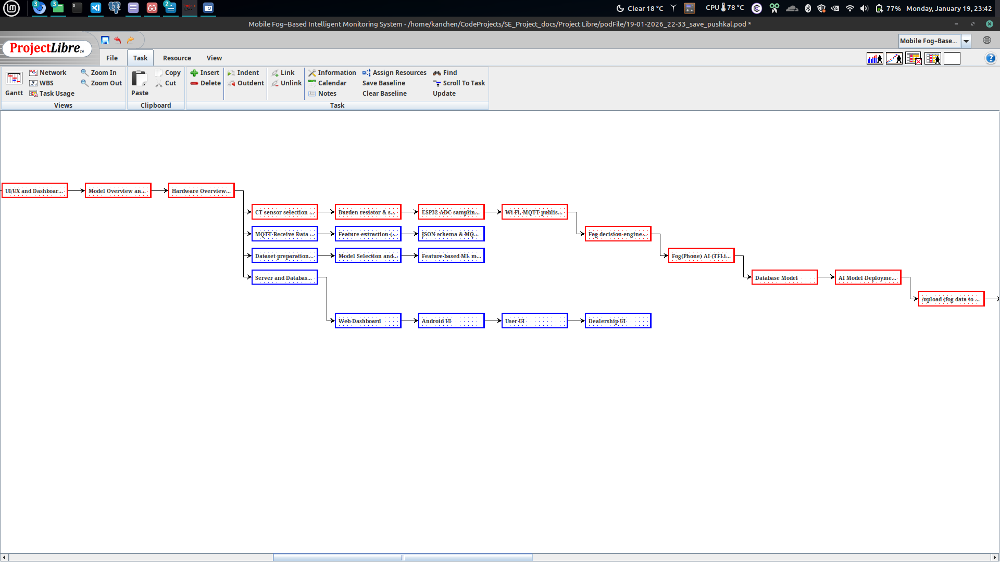 3
3
2
Clear 18 °C
CPU 78 °C
77%
Monday, January 19, 23:42
Mobile Fog–Based Intelligent Monitoring System - /home/kanchen/CodeProjects/SE_Project_docs/Project Libre/podFile/19-01-2026_22-33_save_pushkal.pod *
ProjectLibre™
Mobile Fog–Base...
File
Task
Resource
View
Gantt
Network
WBS
Task Usage
Zoom In
Zoom Out
Views
Paste
Copy
Cut
Clipboard
Insert
Delete
Indent
Outdent
Link
Unlink
Information
Calendar
Notes
Assign Resources
Save Baseline
Clear Baseline
Find
Scroll To Task
Update
Task
UI/UX and Dashboar...
Model Overview an...
Hardware Overview...
CT sensor selection ...
Burden resistor & s...
ESP32 ADC samplin...
Wi-Fi, MQTT publis...
MQTT Receive Data ...
Feature extraction (...
JSON schema & MQ...
Fog decision engine...
Dataset preparation...
Model Selection and...
Feature-based ML m...
Fog(Phone) AI (TFLi...
Server and Databas...
Database Model
AI Model Deployme...
/upload (fog data to ...
Web Dashboard
Android UI
User UI
Dealership UI